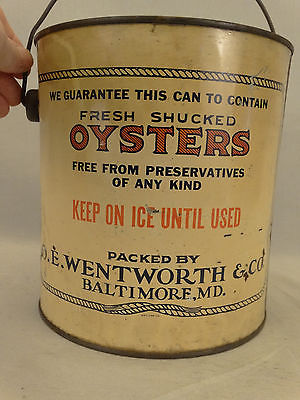 WE GUARANTEE THIS CAN TO CONTAIN
FRESH SHUCKED
OYSTERS
FREE FROM PRESERVATIVES
OF ANY KIND
KEEP ON ICE UNTIL USED
PACKED BY
D.E. WENTWORTH & CO
BALTIMORE, MD.